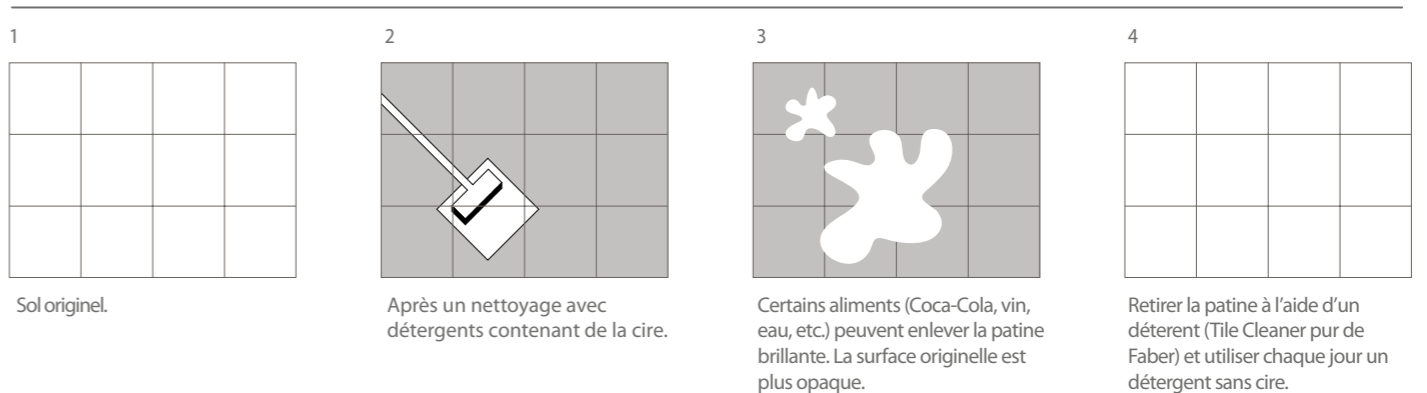 1
2
3
4
Sol originel.
Après un nettoyage avec
détergents contenant de la cire.
Certains aliments (Coca-Cola, vin,
eau, etc.) peuvent enlever la patine
brillante. La surface originelle est
plus opaque.
Retirer la patine à l’aide d’un
déterent (Tile Cleaner pur de
Faber) et utiliser chaque jour un
détergent sans cire.